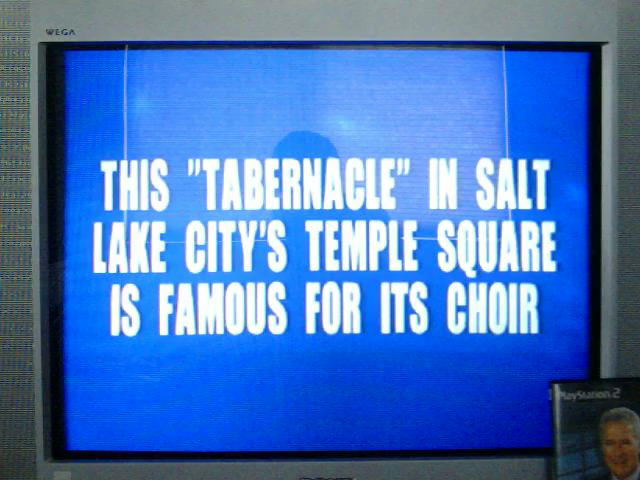 WEGA
THIS "TABERNACLE" IN SALT
LAKE CITY'S TEMPLE SQUARE
IS FAMOUS FOR ITS CHOIR
PlayStation 2